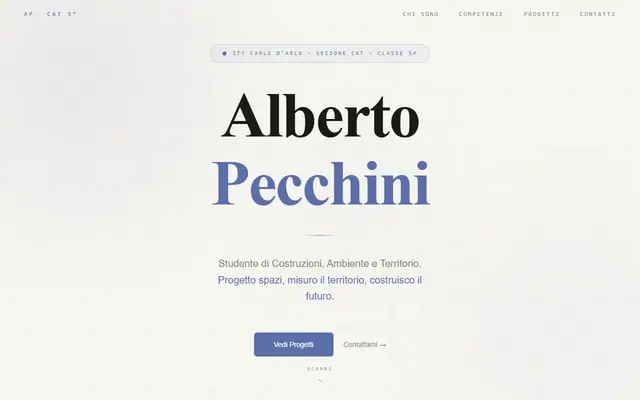 AP  CAT 5ª
CHI SONO  COMPETENZE  PROGETTI  CONTATTI
ITT CARLO D'ARCO • SEZIONE CAT • CLASSE 5ª
Alberto
Pecchini
Studente di Costruzioni, Ambiente e Territorio.
Progetto spazi, misuro il territorio, costruisco il
futuro.
Vedi Progetti  Contattami →
SCORRI